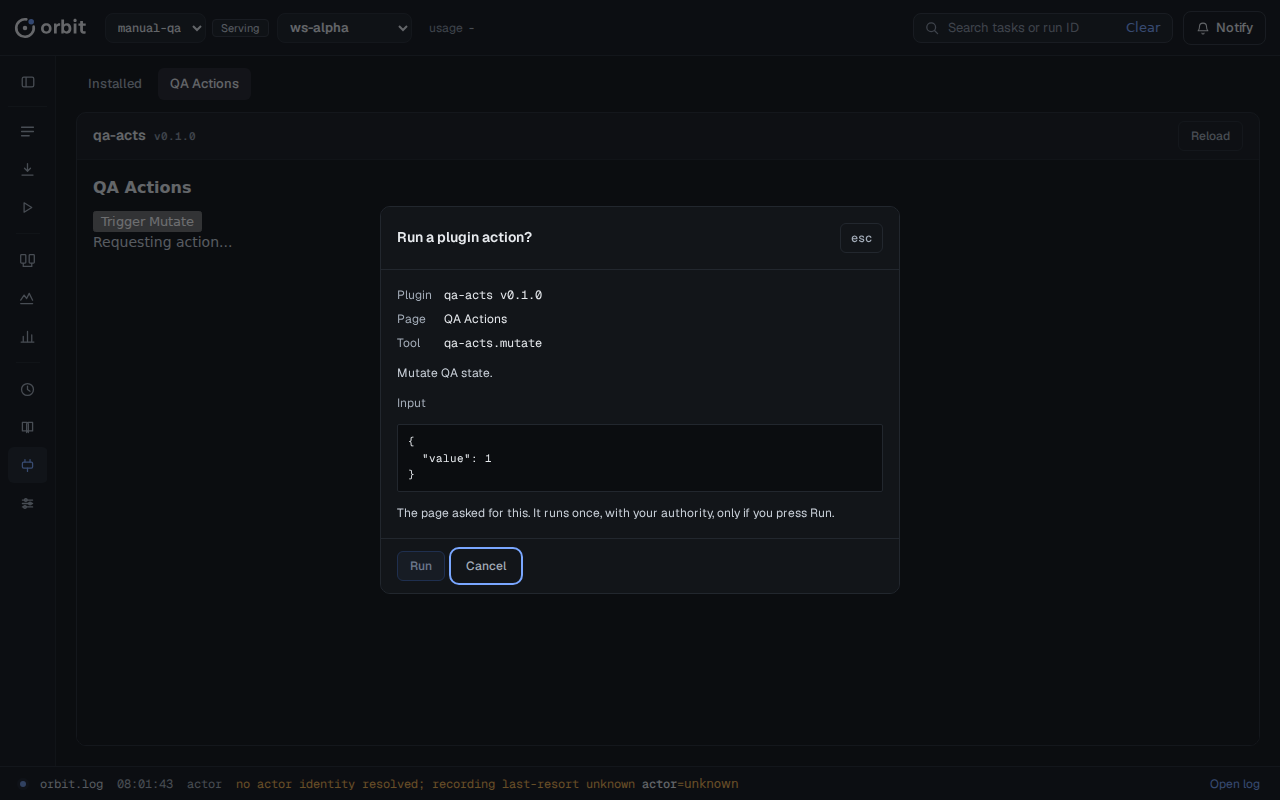 orbit manual-qa Serving ws-alpha usage - Search tasks or run ID Clear Notify
Installed QA Actions
qa-acts v0.1.0 Reload
QA Actions
Trigger Mutate
Requesting action...
Run a plugin action? esc
Plugin qa-acts v0.1.0
Page QA Actions
Tool qa-acts.mutate
Mutate QA state.
Input
{
"value": 1
}
The page asked for this. It runs once, with your authority, only if you press Run.
Run Cancel
orbit.log 08:01:43 actor no actor identity resolved; recording last-resort unknown actor=unknown Open log